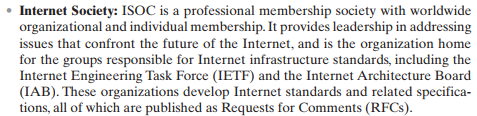 • Internet Society: ISOC is a professional membership society with worldwide
organizational and individual membership. It provides leadership in addressing
issues that confront the future of the Internet, and is the organization home
for the groups responsible for Internet infrastructure standards, including the
Internet Engineering Task Force (IETF) and the Internet Architecture Board
(IAB). These organizations develop Internet standards and related specifica-
tions, all of which are published as Requests for Comments (RFCs).